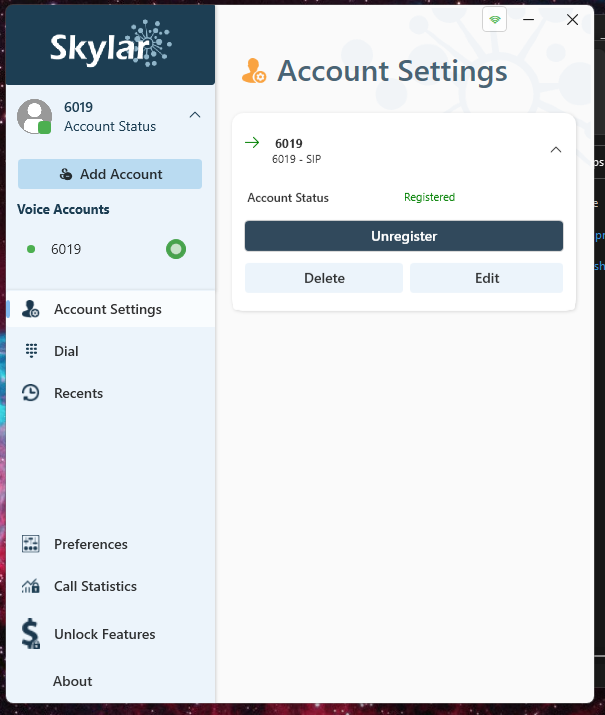 Skylar
6019
Account Status
Add Account
Voice Accounts
6019
Account Settings
Dial
Recents
Preferences
Call Statistics
Unlock Features
About
Account Settings
6019
6019 - SIP
Account Status Registered
Unregister
Delete Edit